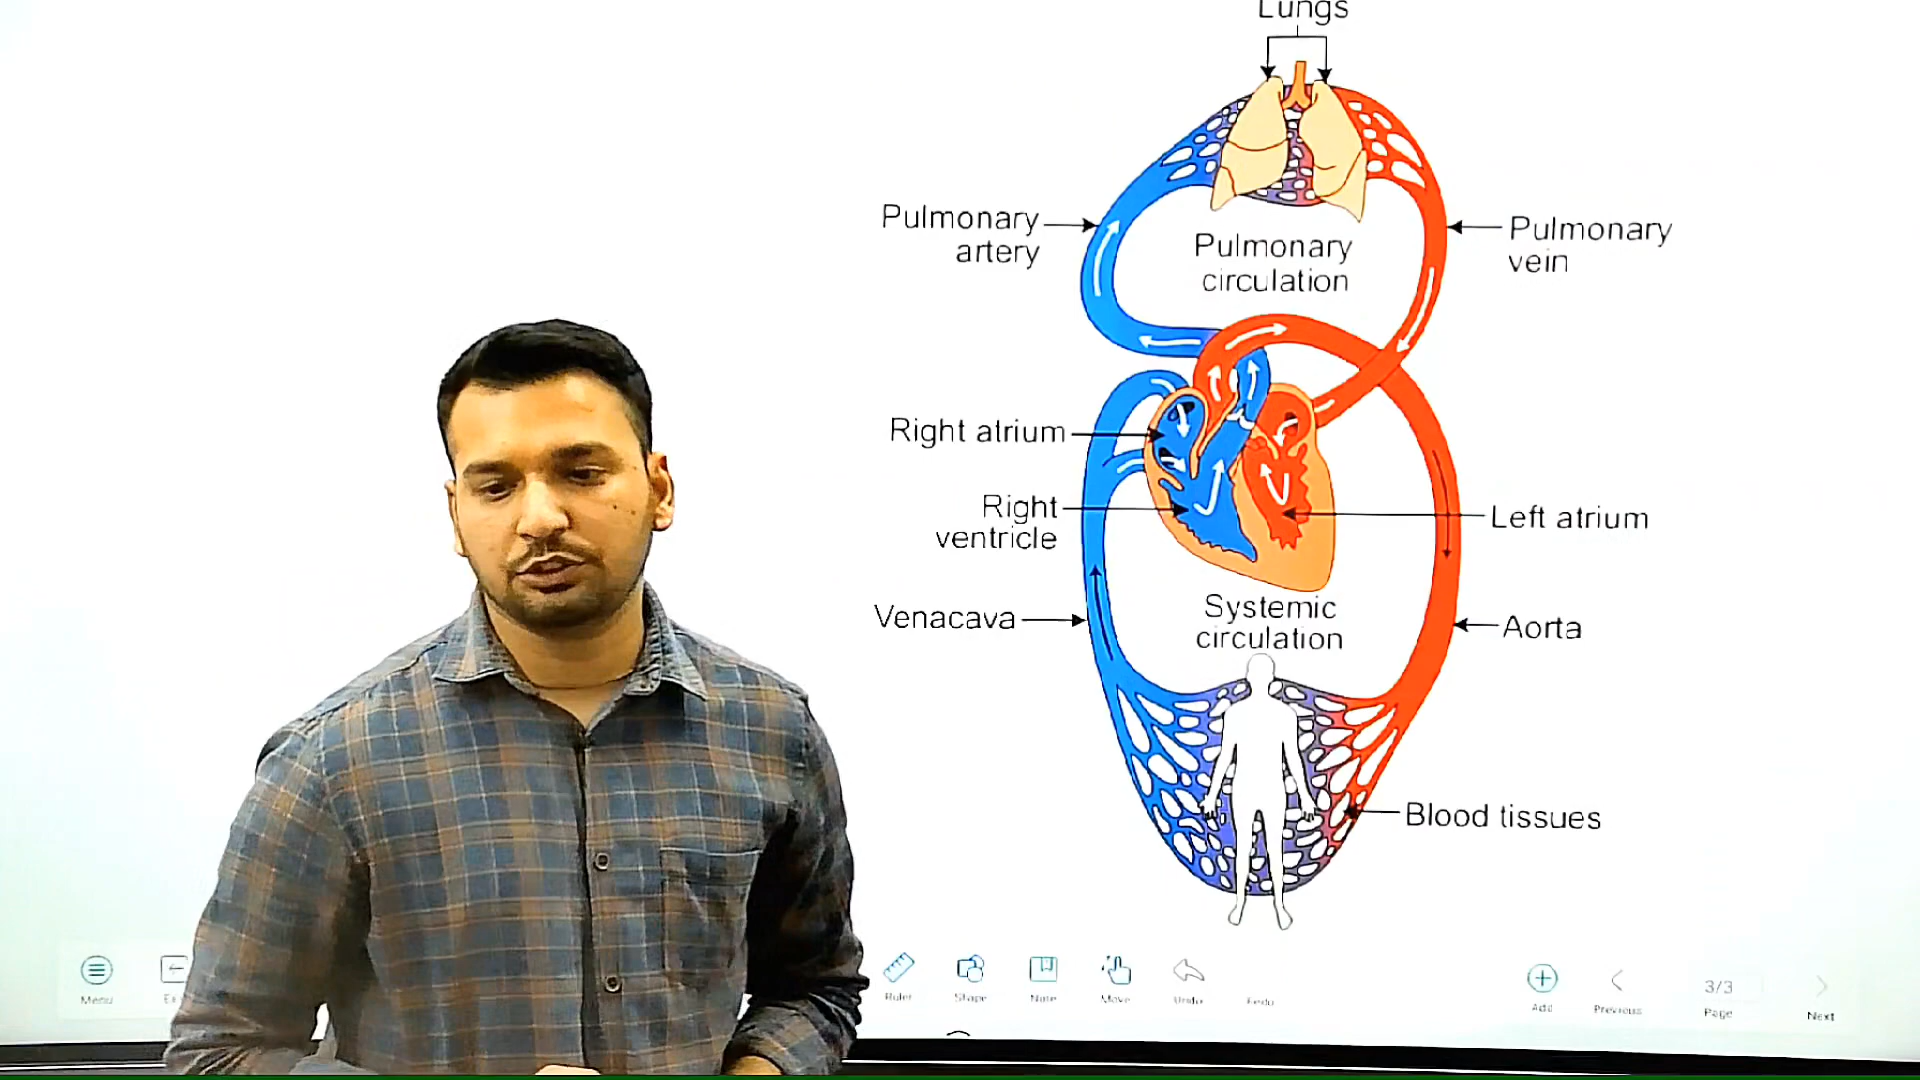 Lungs
Pulmonary
artery
Pulmonary
circulation
Pulmonary
vein
Right atrium
Right
ventricle
Left atrium
Venacava
Systemic
circulation
Aorta
Blood tissues
Menu
Ruler
Shape
Note
Move
Undo
Redo
Add
Previous
3/3
Page
Next